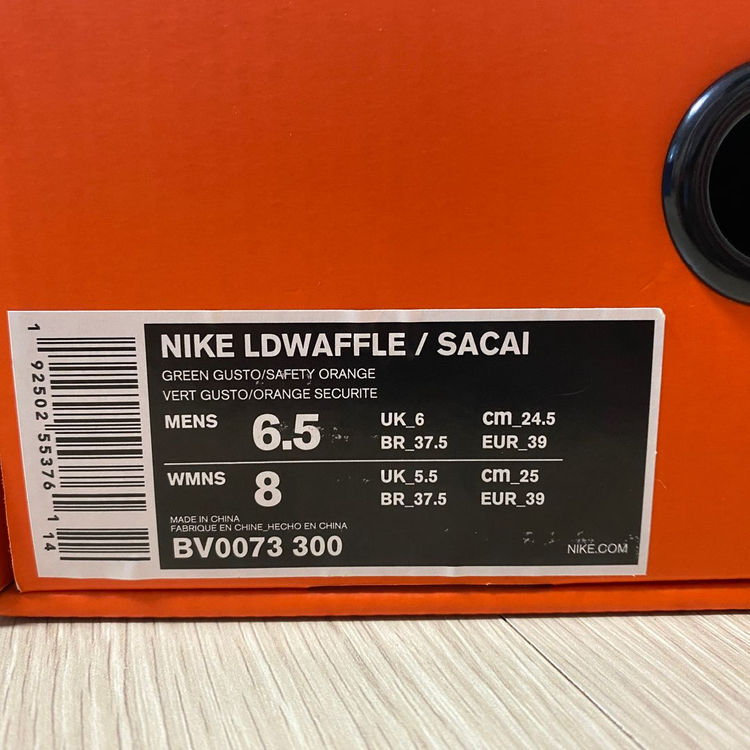 NIKE LDWAFFLE / SACAI
GREEN GUSTO/SAFETY ORANGE
VERT GUSTO/ORANGE SECURITE
MENS 6.5 UK_6 cm_24.5
BR_37.5 EUR_39
WMNS 8 UK_5.5 cm_25
BR_37.5 EUR_39
MADE IN CHINA
FABRIQUE EN CHINE_HECHO EN CHINA
BV0073 300
NIKE.COM
1 92502 55376 1 14